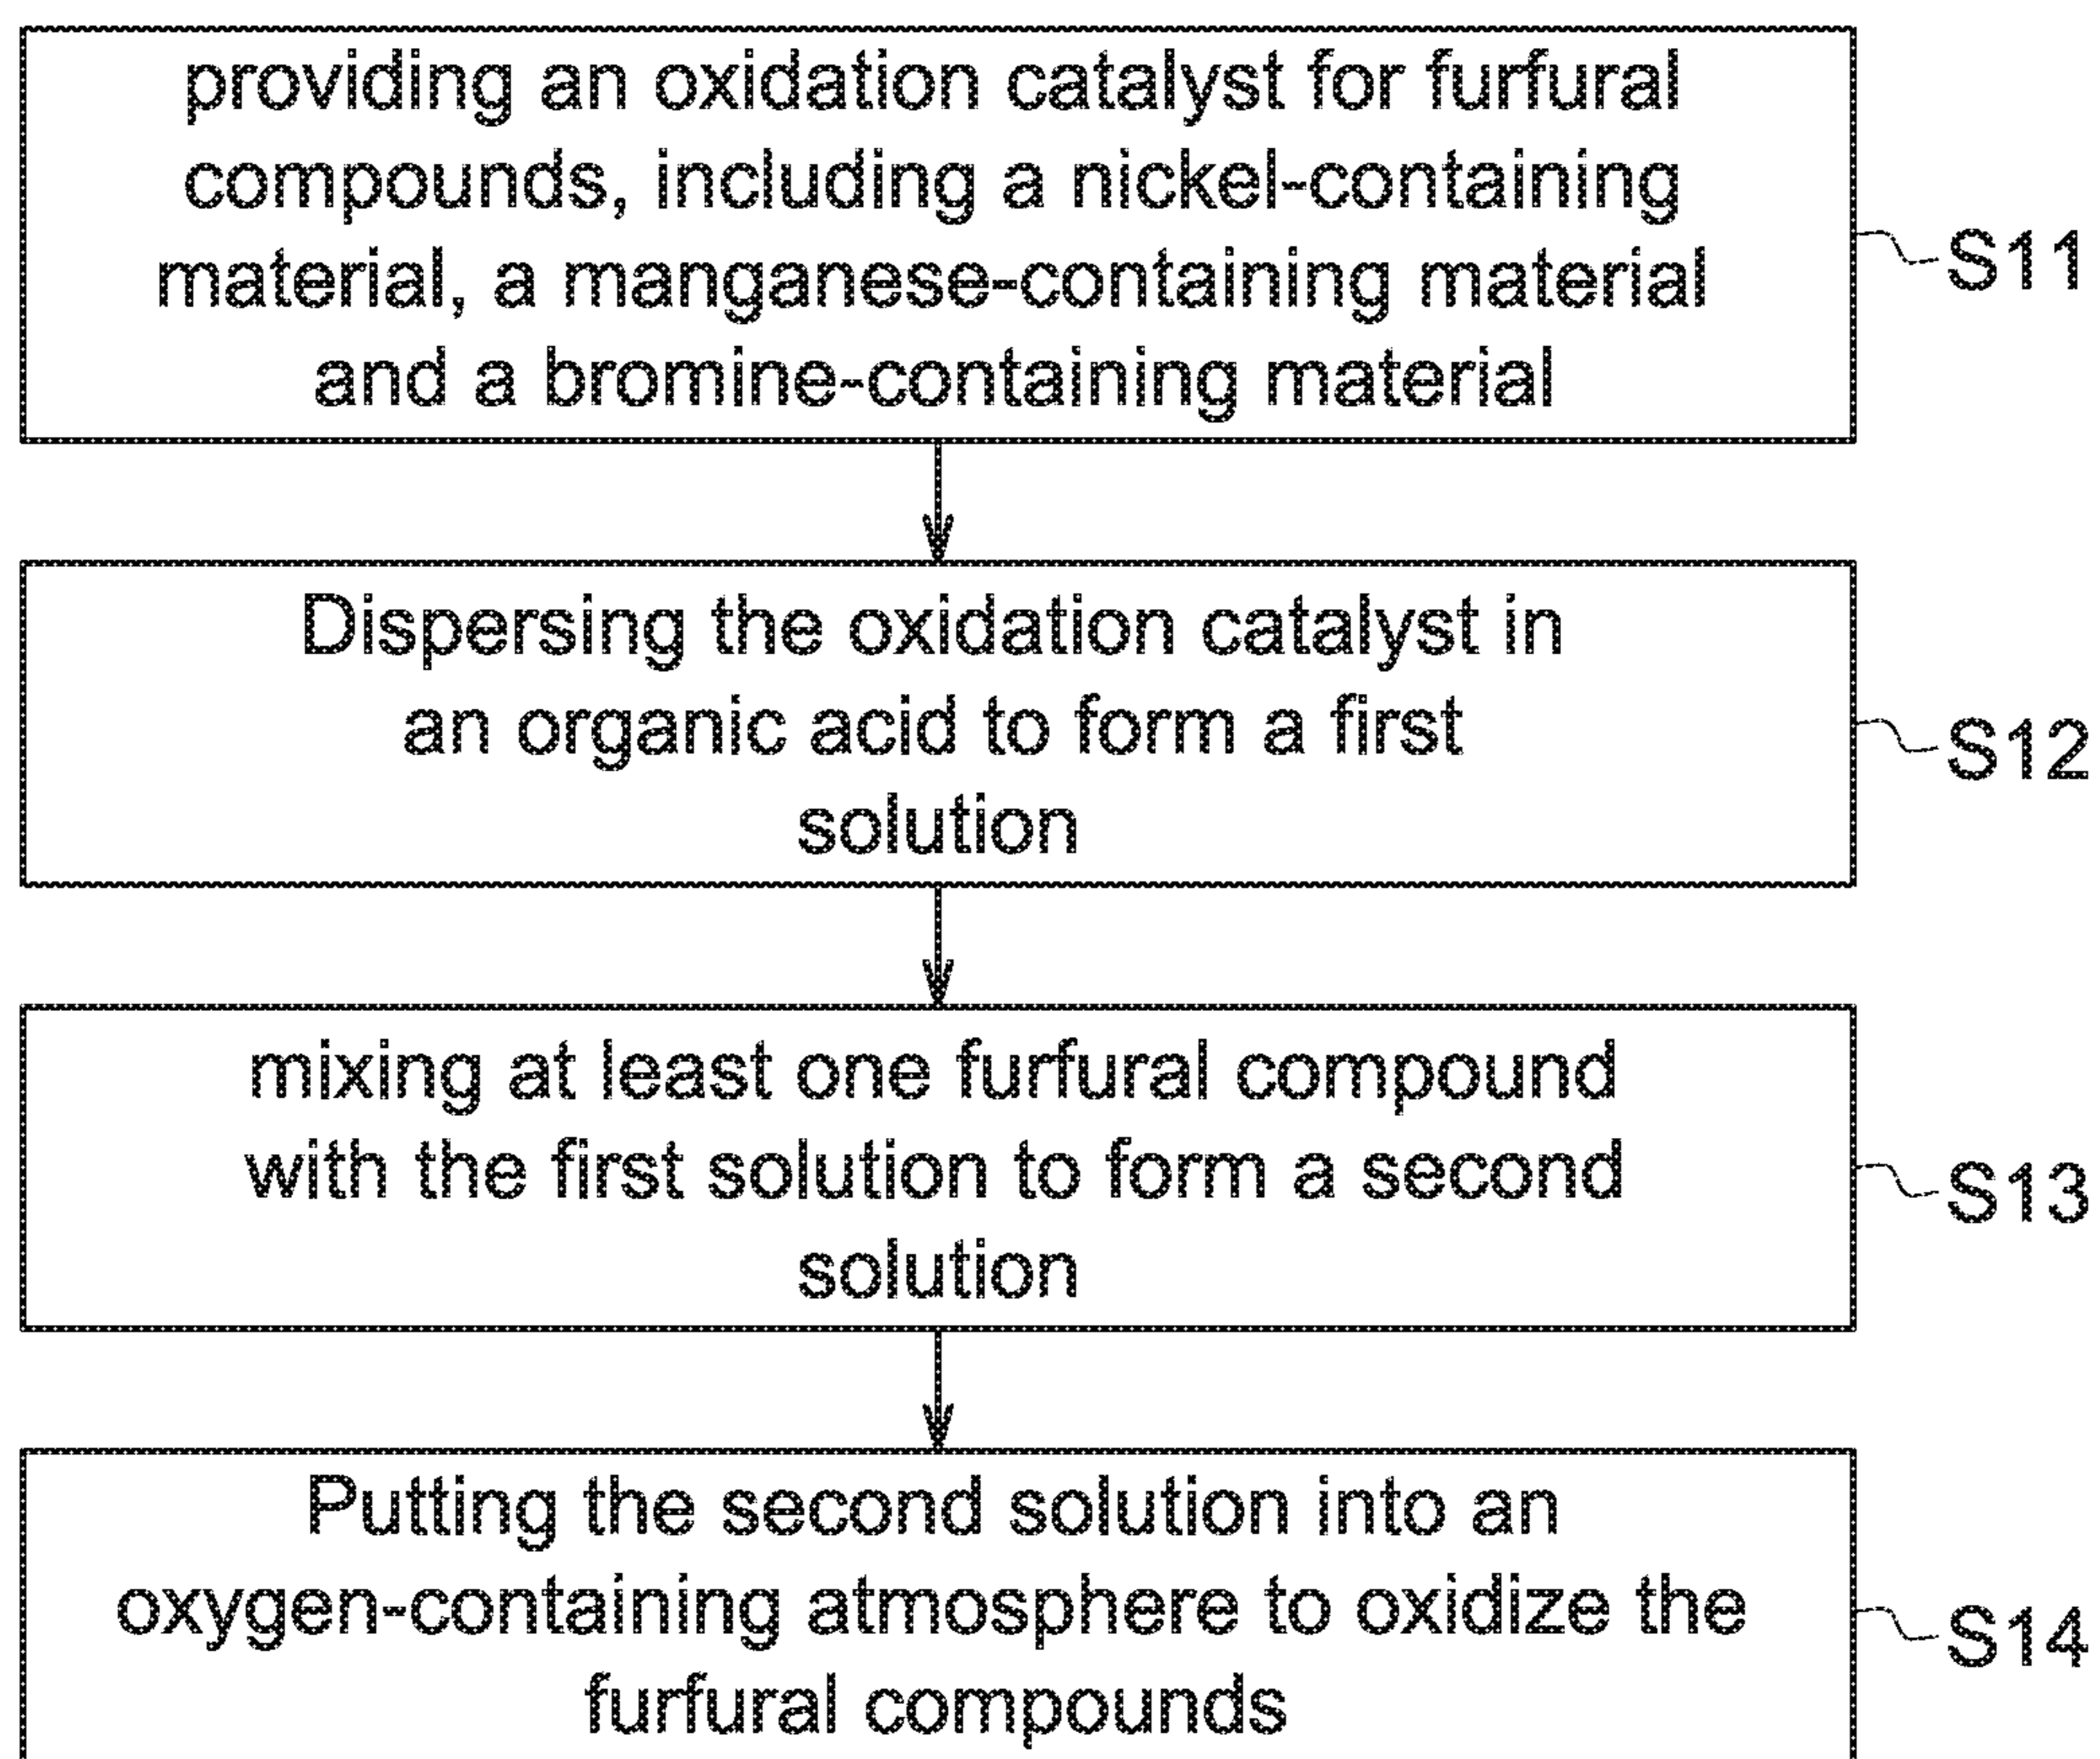 providing an oxidation catalyst for furfural
compounds, including a nickel-containing
material, a manganese-containing material
and a bromine-containing material
S11
Dispersing the oxidation catalyst in
an organic acid to form a first
solution
S12
mixing at least one furfural compound
with the first solution to form a second
solution
S13
Putting the second solution into an
oxygen-containing atmosphere to oxidize the
furfural compounds
S14